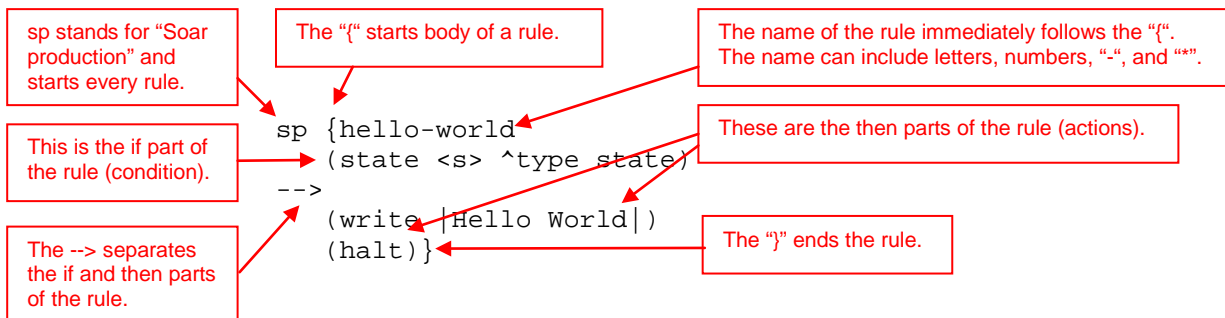 sp stands for “Soar
production” and
starts every rule.
The “{“ starts body of a rule.
The name of the rule immediately follows the “{“.
The name can include letters, numbers, “-“, and “*”.
sp {hello-world
(state <s> ^type state)
-->
(write |Hello World|)
(halt)}
This is the if part of
the rule (condition).
These are the then parts of the rule (actions).
The --> separates
the if and then parts
of the rule.
The “}” ends the rule.